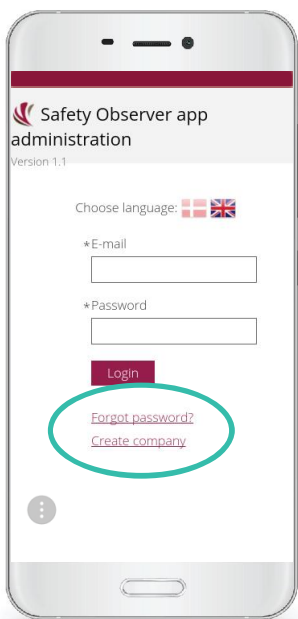 Safety Observer app
administration
Version 1.1
Choose language:
*E-mail
*Password
Login
Forgot password?
Create company